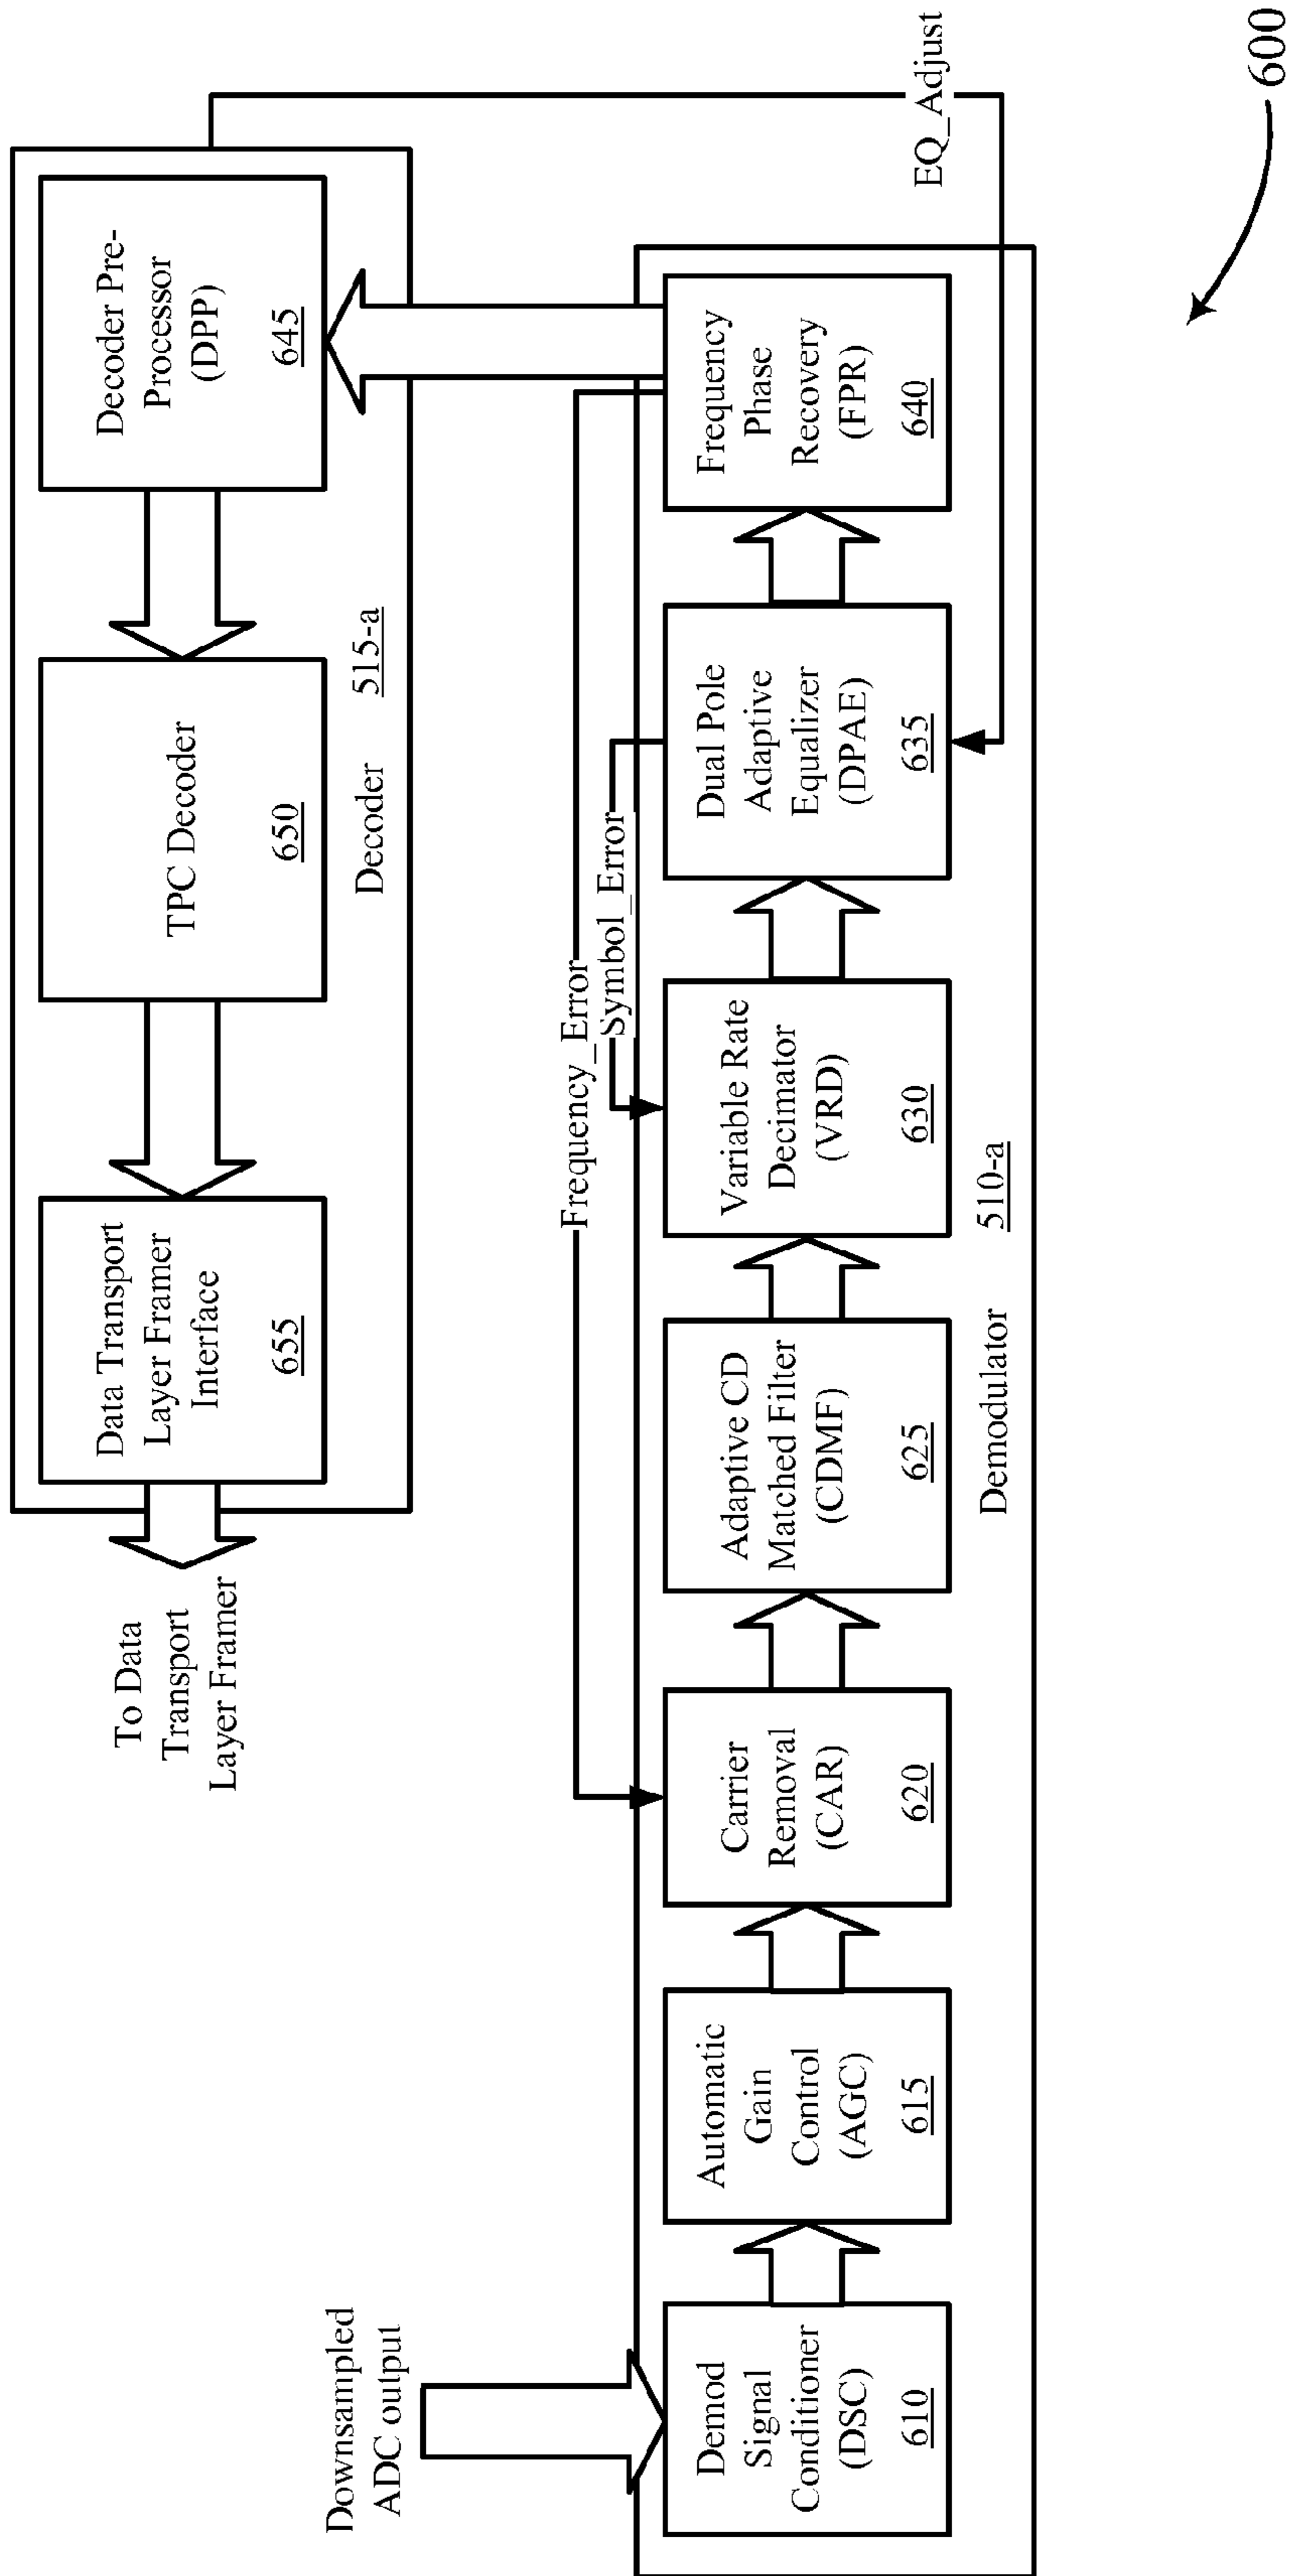 To Data
Transport
Layer Framer
Data Transport
Layer Framer
Interface
655
TPC Decoder
650
Decoder Pre-
Processor
(DPP)
645
Decoder
515-a
Downsampled
ADC output
Frequency_Error
Symbol_Error
EQ_Adjust
Demod
Signal
Conditioner
(DSC)
610
Automatic
Gain
Control
(AGC)
615
Carrier
Removal
(CAR)
620
Adaptive CD
Matched Filter
(CDMF)
625
Variable Rate
Decimator
(VRD)
630
Dual Pole
Adaptive
Equalizer
(DPAE)
635
Frequency
Phase
Recovery
(FPR)
640
Demodulator
510-a
600